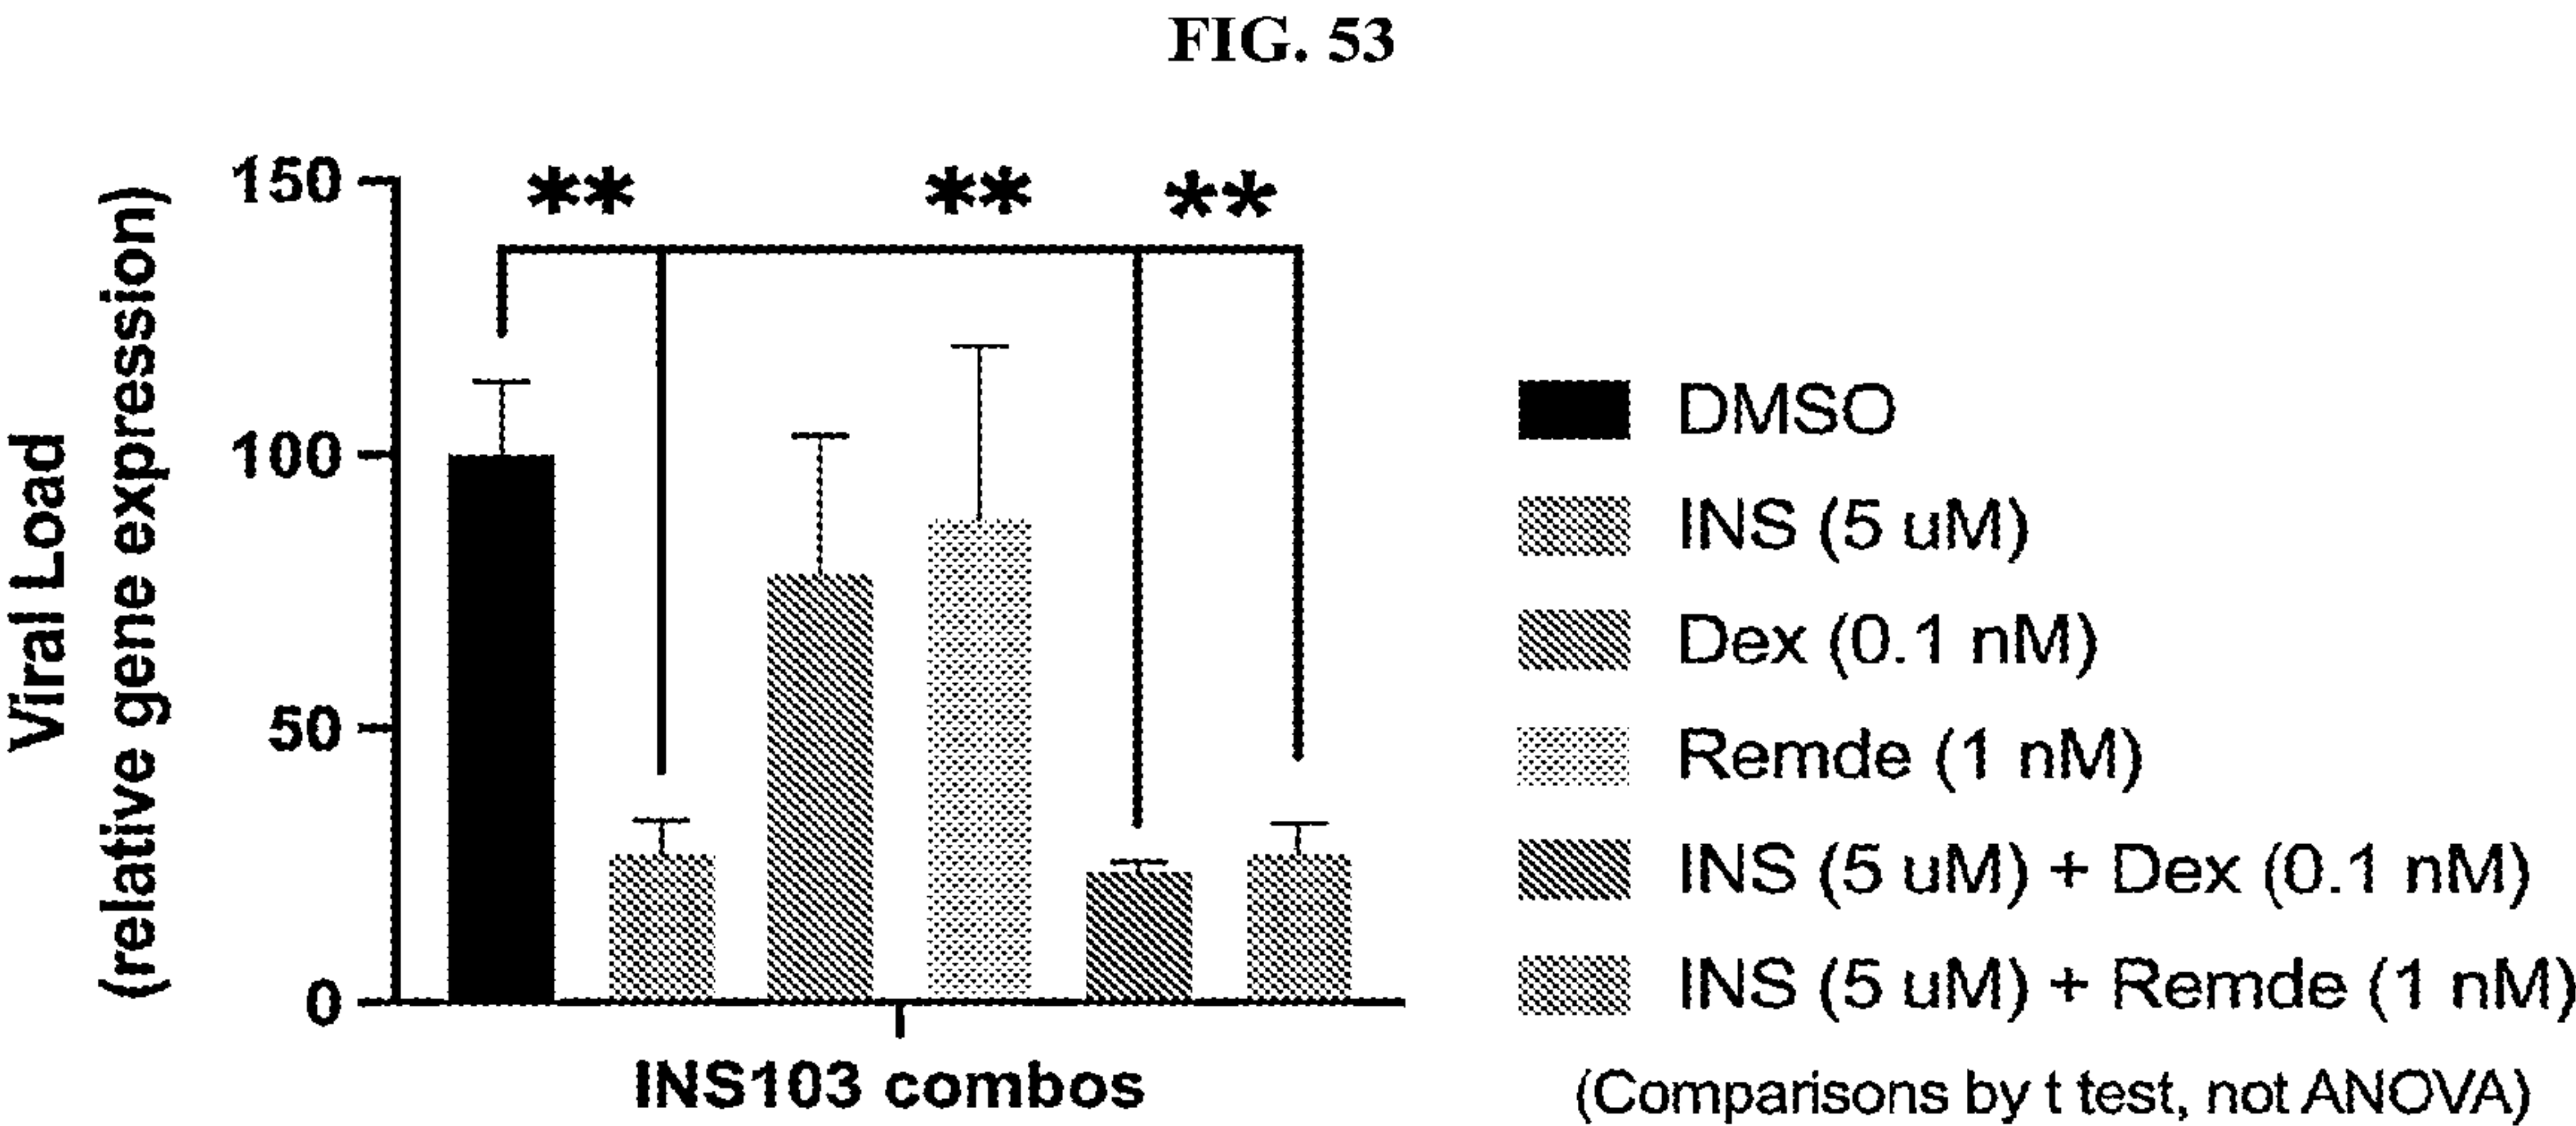 FIG. 53
Viral Load
(relative gene expression)
150
100
50
0
** ** **
INS103 combos
DMSO
INS (5 uM)
Dex (0.1 nM)
Remde (1 nM)
INS (5 uM) + Dex (0.1 nM)
INS (5 uM) + Remde (1 nM)
(Comparisons by t test, not ANOVA)